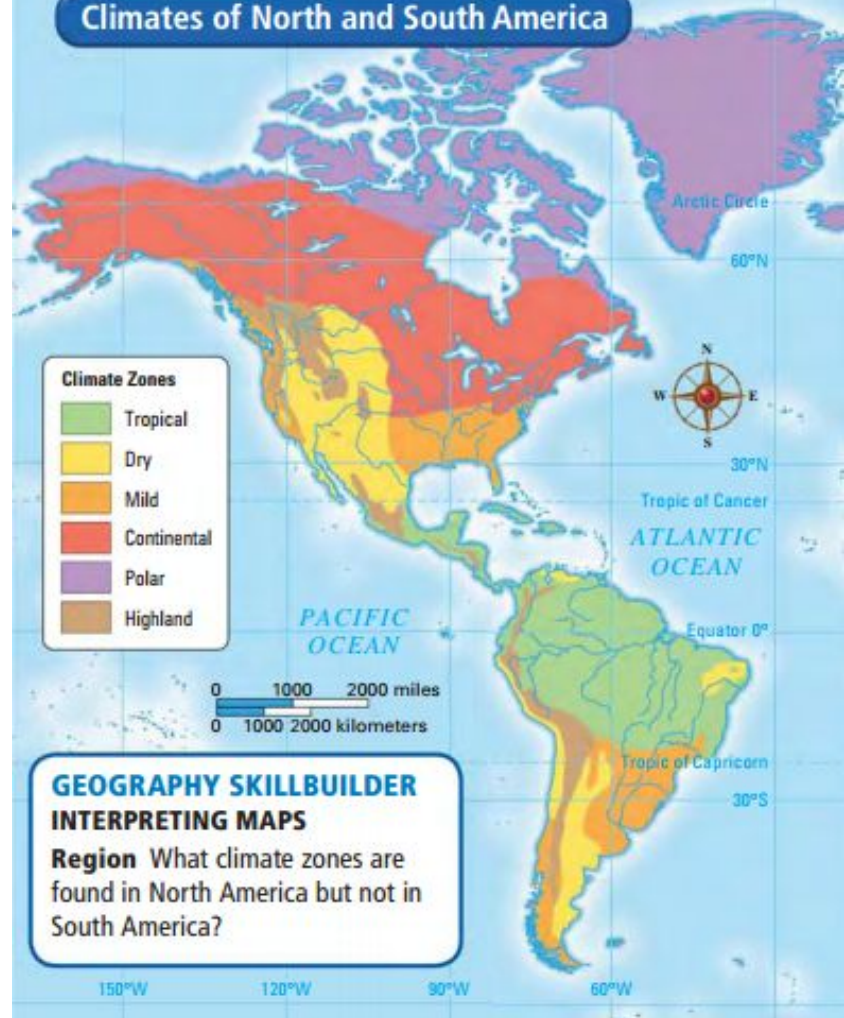 Climates of North and South America
Arctic Circle
60°N
N
W E
S
Climate Zones
Tropical
Dry
Mild
Continental
Polar
Highland
30°N
Tropic of Cancer
ATLANTIC
OCEAN
PACIFIC
OCEAN
Equator 0°
0 1000 2000 miles
0 1000 2000 kilometers
Tropic of Capricorn
30°S
GEOGRAPHY SKILLBUILDER
INTERPRETING MAPS
Region What climate zones are
found in North America but not in
South America?
150°W 120°W 90°W 60°W